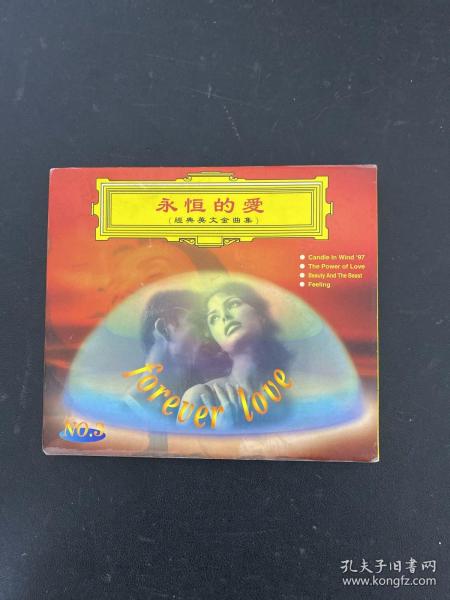 永恒的愛
(經典英文金曲集)
● Candle In Wind '97
● The Power of Love
● Beauty And The Beast
● Feeling
forever love
NO.3
孔夫子旧书网
www.kongfz.com